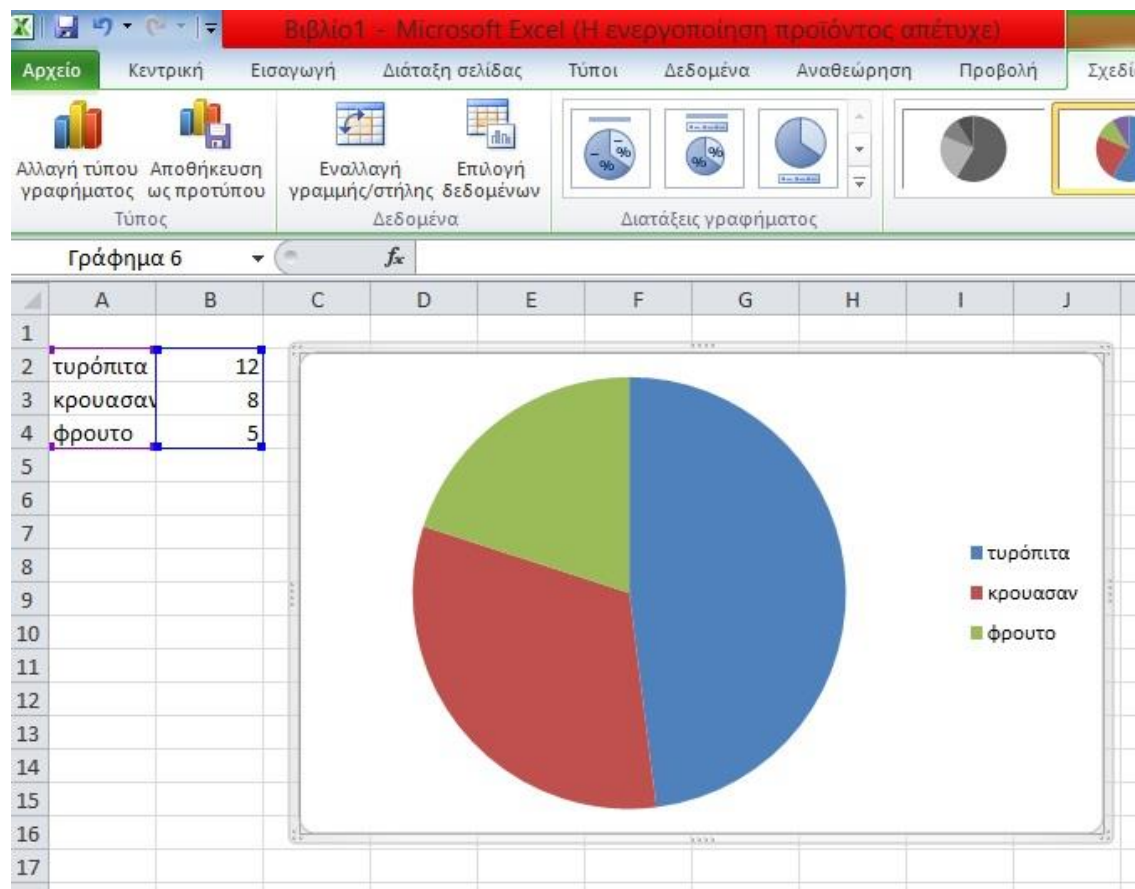 Βιβλίο1 - Microsoft Excel (Η ενεργοποίηση προϊόντος απέτυχε)
Αρχείο Κεντρική Εισαγωγή Διάταξη σελίδας Τύποι Δεδομένα Αναθεώρηση Προβολή Σχεδί
Αλλαγή τύπου γραφήματος
Αποθήκευση ως προτύπου
Εναλλαγή γραμμής/στήλης
Επιλογή δεδομένων
Τύπος Δεδομένα Διατάξεις γραφήματος
Γράφημα 6 fx
A B C D E F G H I J
1
2 τυρόπιτα 12
3 κρουασαν 8
4 φρουτο 5
5
6
7
8
9
10
11
12
13
14
15
16
17
τυρόπιτα
κρουασαν
φρουτο